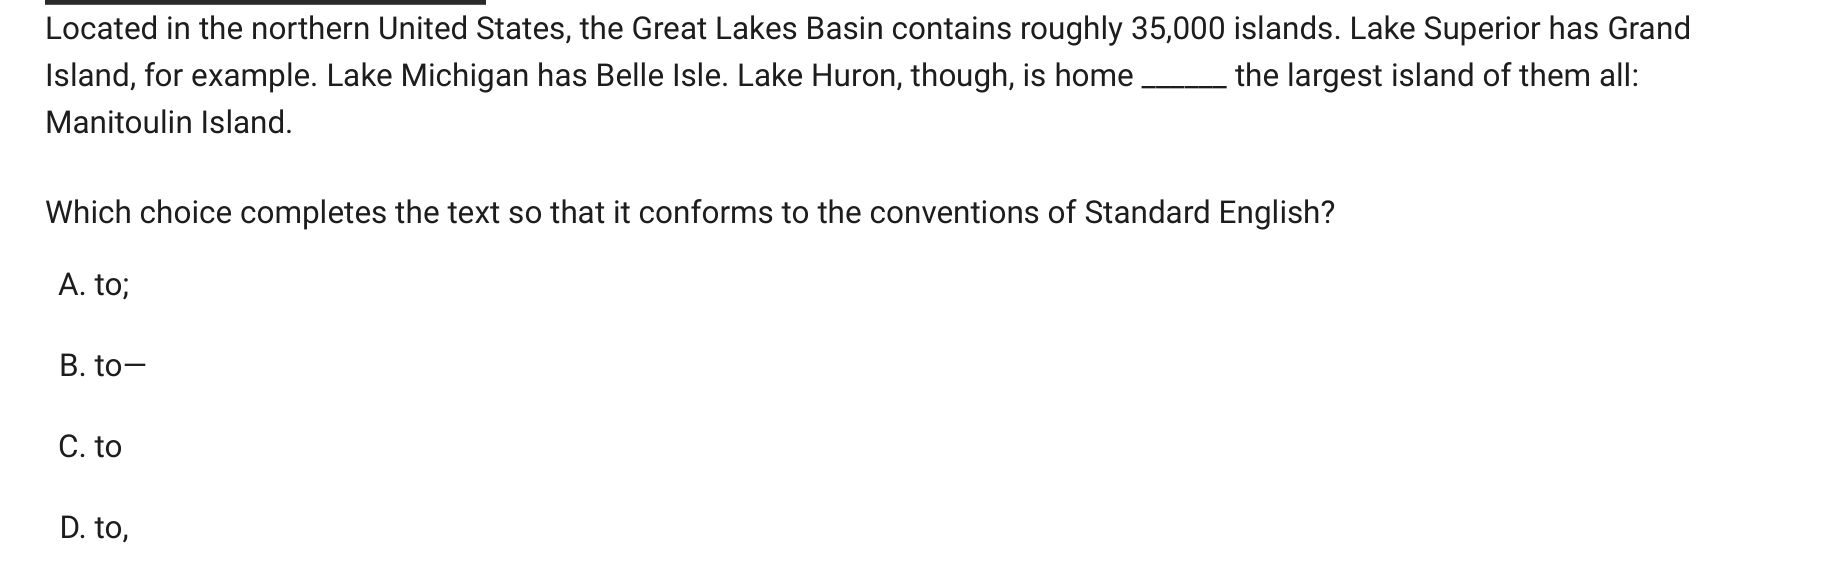 Located in the northern United States, the Great Lakes Basin contains roughly 35,000 islands. Lake Superior has Grand
Island, for example. Lake Michigan has Belle Isle. Lake Huron, though, is home ______ the largest island of them all:
Manitoulin Island.
Which choice completes the text so that it conforms to the conventions of Standard English?
A. to;
B. to—
C. to
D. to,